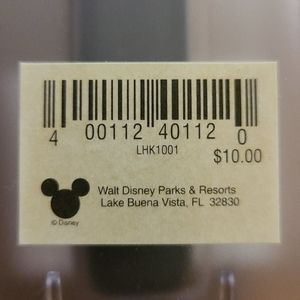 4 00112 40112 0
LHK1001
$10.00
Walt Disney Parks & Resorts
Lake Buena Vista, FL 32830
© Disney